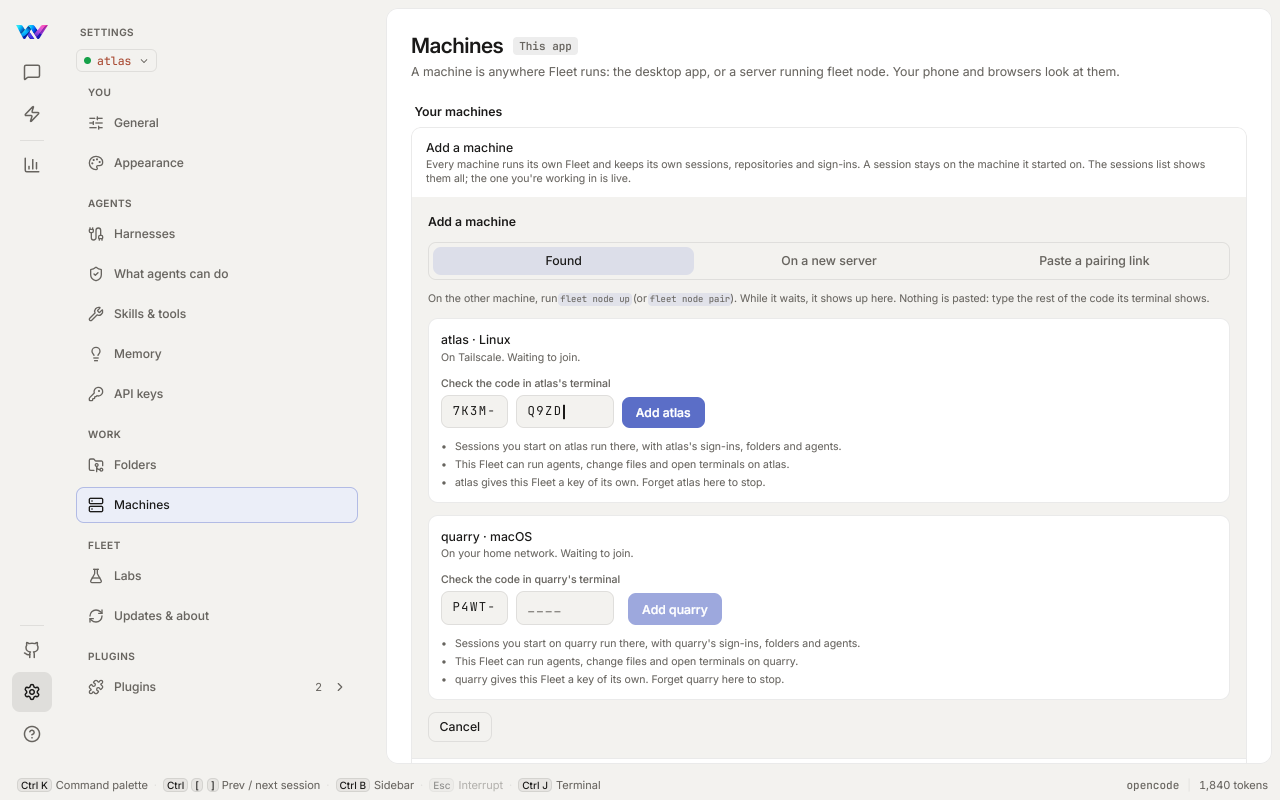 SETTINGS
atlas
YOU
General
Appearance
AGENTS
Harnesses
What agents can do
Skills & tools
Memory
API keys
WORK
Folders
Machines
FLEET
Labs
Updates & about
PLUGINS
Plugins 2
Machines This app
A machine is anywhere Fleet runs: the desktop app, or a server running fleet node. Your phone and browsers look at them.
Your machines
Add a machine
Every machine runs its own Fleet and keeps its own sessions, repositories and sign-ins. A session stays on the machine it started on. The sessions list shows
them all; the one you're working in is live.
Add a machine
Found On a new server Paste a pairing link
On the other machine, run fleet node up (or fleet node pair). While it waits, it shows up here. Nothing is pasted: type the rest of the code its terminal shows.
atlas · Linux
On Tailscale. Waiting to join.
Check the code in atlas's terminal
7K3M- Q9ZD Add atlas
• Sessions you start on atlas run there, with atlas's sign-ins, folders and agents.
• This Fleet can run agents, change files and open terminals on atlas.
• atlas gives this Fleet a key of its own. Forget atlas here to stop.
quarry · macOS
On your home network. Waiting to join.
Check the code in quarry's terminal
P4WT- ____ Add quarry
• Sessions you start on quarry run there, with quarry's sign-ins, folders and agents.
• This Fleet can run agents, change files and open terminals on quarry.
• quarry gives this Fleet a key of its own. Forget quarry here to stop.
Cancel
Ctrl K Command palette · Ctrl [ ] Prev / next session · Ctrl B Sidebar · Esc Interrupt · Ctrl J Terminal
opencode 1,840 tokens